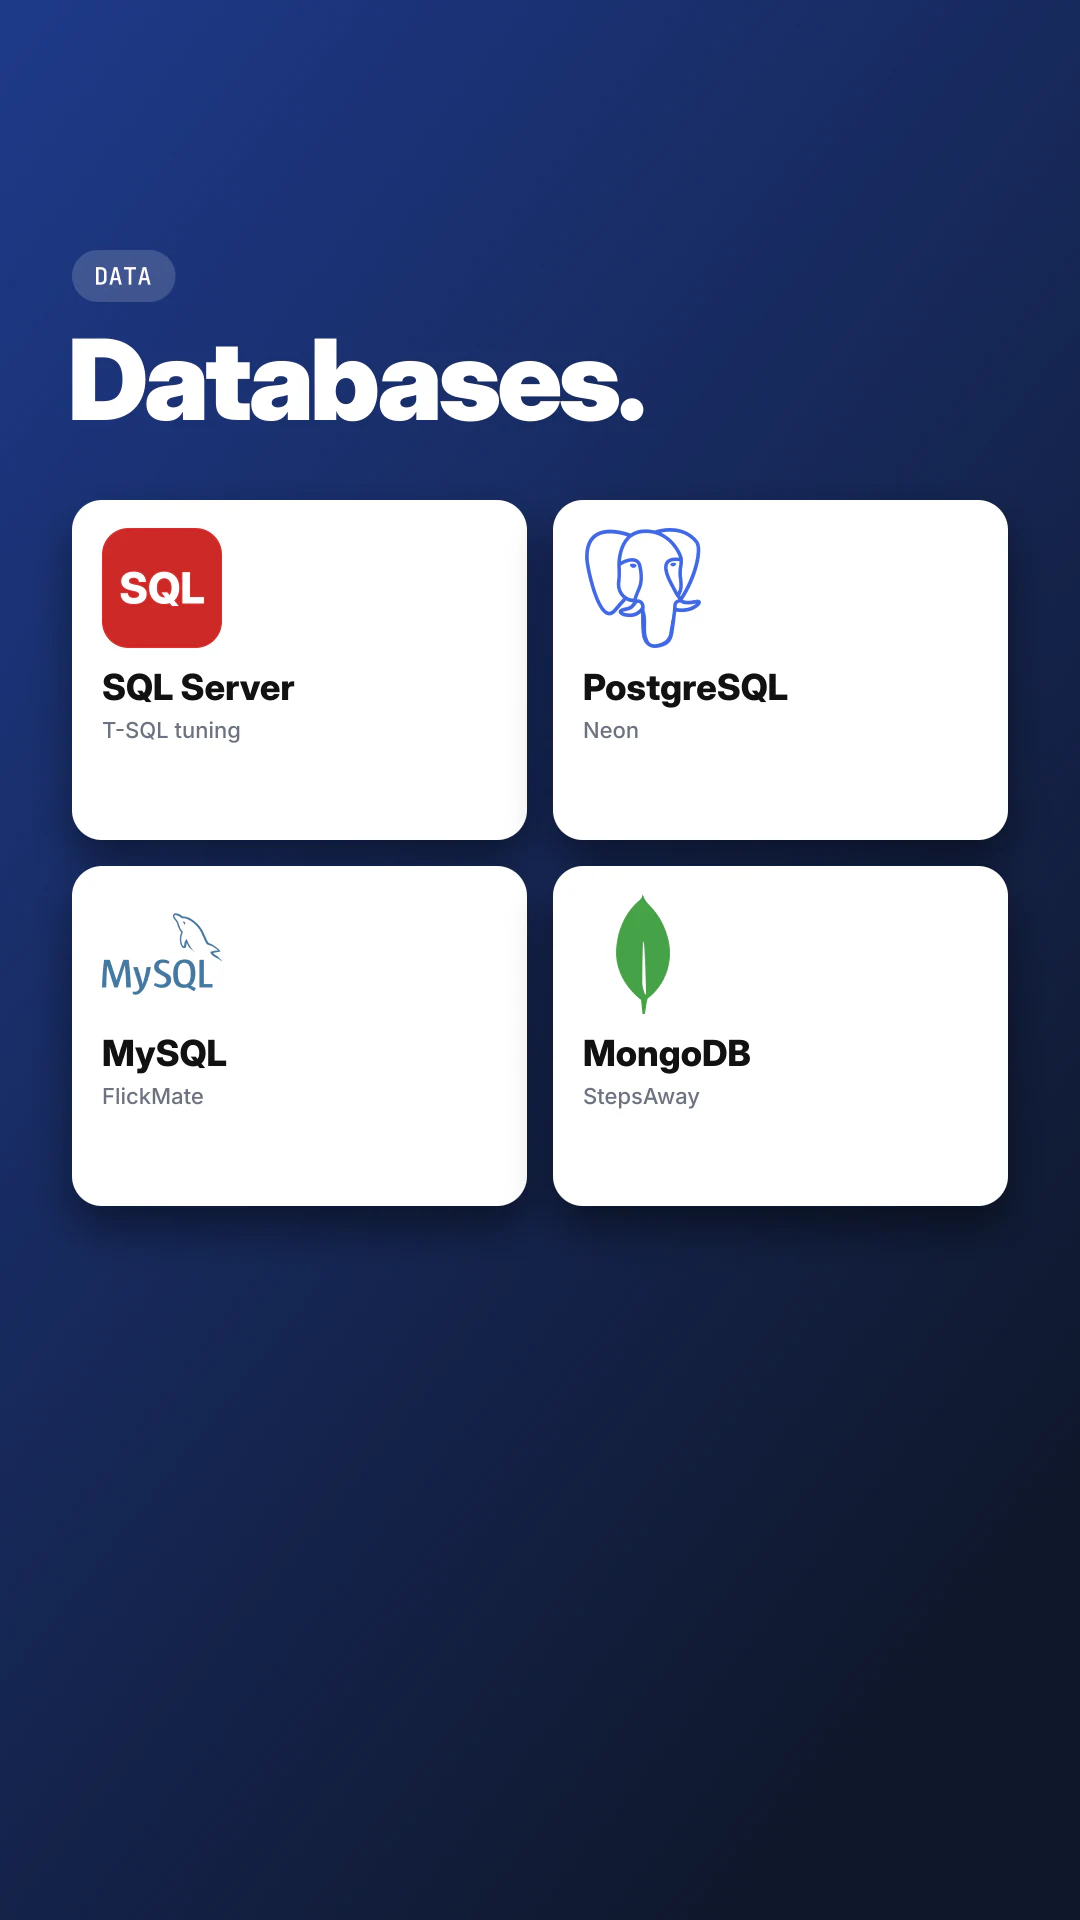 DATA
Databases.
SQL
SQL Server
T-SQL tuning
PostgreSQL
Neon
MySQL
MySQL
FlickMate
MongoDB
StepsAway